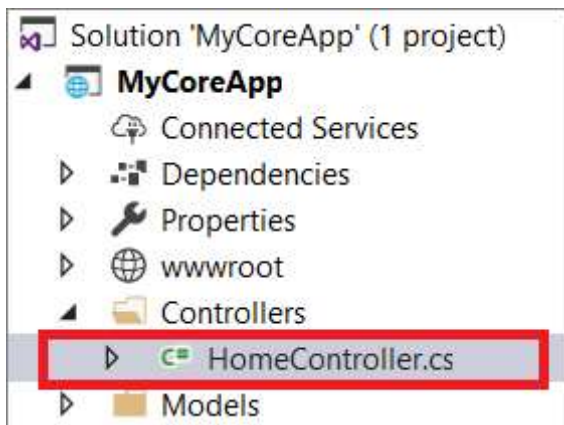 Solution 'MyCoreApp' (1 project)
MyCoreApp
Connected Services
Dependencies
Properties
wwwroot
Controllers
C# HomeController.cs
Models